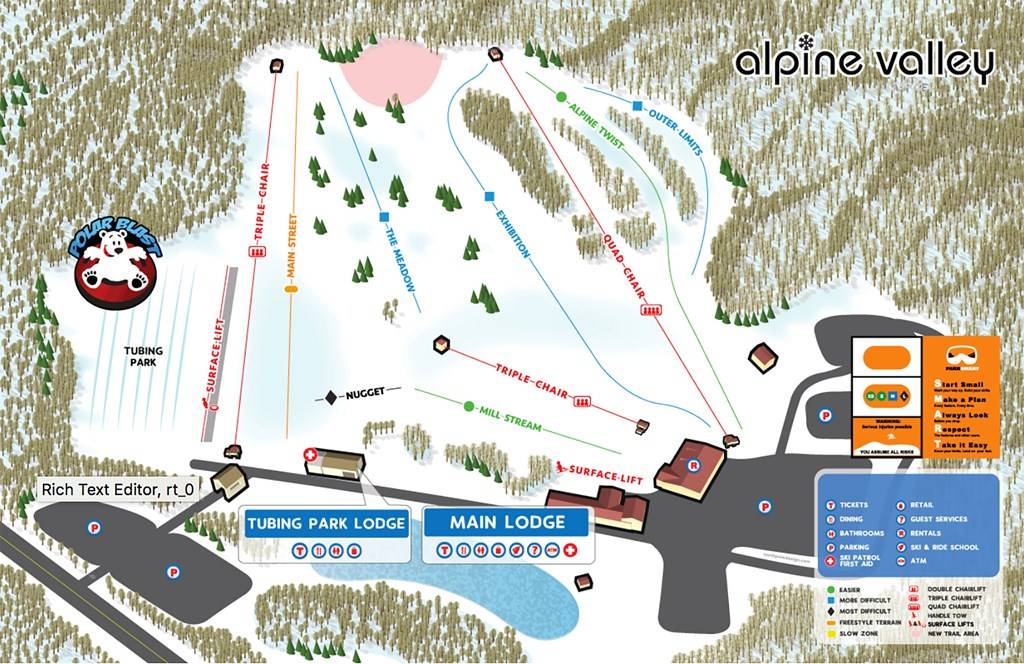 alpine valley
POLAR BLAST
TRIPLE-CHAIR
MAIN STREET
THE MEADOW
EXHIBITION
ALPINE TWIST
OUTER LIMITS
QUAD-CHAIR
TUBING
PARK
SURFACE-LIFT
NUGGET
TRIPLE-CHAIR
MILL STREAM
SURFACE-LIFT
R
P
P
P
P
Rich Text Editor, rt_0
TUBING PARK LODGE
MAIN LODGE
ATM
Start Small
Make a Plan
Always Look
Respect
Take it Easy
WARNING:
Serious injuries possible
YOU ASSUME ALL RISKS
TICKETS
DINING
BATHROOMS
PARKING
SKI PATROL
FIRST AID
RETAIL
GUEST SERVICES
RENTALS
SKI & RIDE SCHOOL
ATM
EASIER
MORE DIFFICULT
MOST DIFFICULT
FREESTYLE TERRAIN
SLOW ZONE
DOUBLE CHAIRLIFT
TRIPLE CHAIRLIFT
QUAD CHAIRLIFT
HANDLE TOW
SURFACE LIFTS
NEW TRAIL AREA